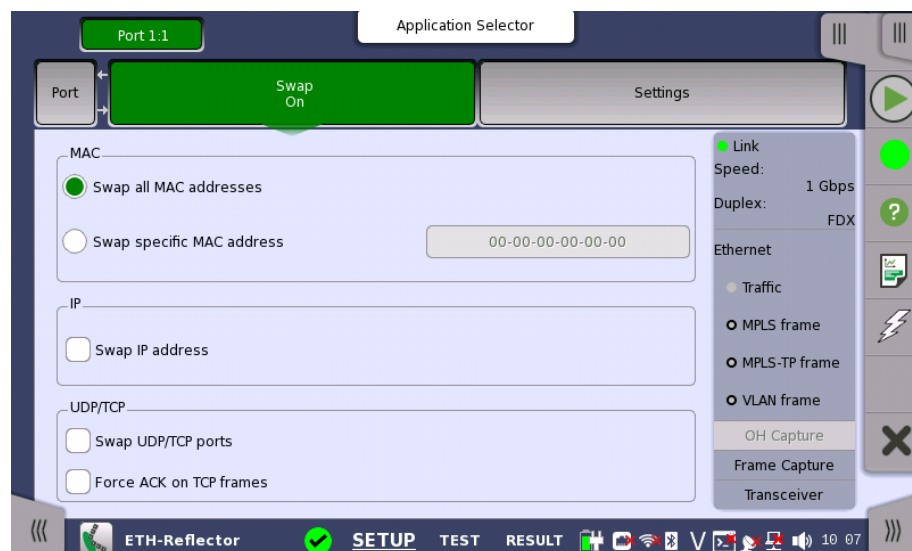 Port 1:1
Application Selector
Port
Swap
On
Settings
MAC
Swap all MAC addresses
Swap specific MAC address
00-00-00-00-00-00
IP
Swap IP address
UDP/TCP
Swap UDP/TCP ports
Force ACK on TCP frames
Link
Speed:
1 Gbps
Duplex:
FDX
Ethernet
Traffic
MPLS frame
MPLS-TP frame
VLAN frame
OH Capture
Frame Capture
Transceiver
ETH-Reflector
SETUP
TEST
RESULT
V
10 07